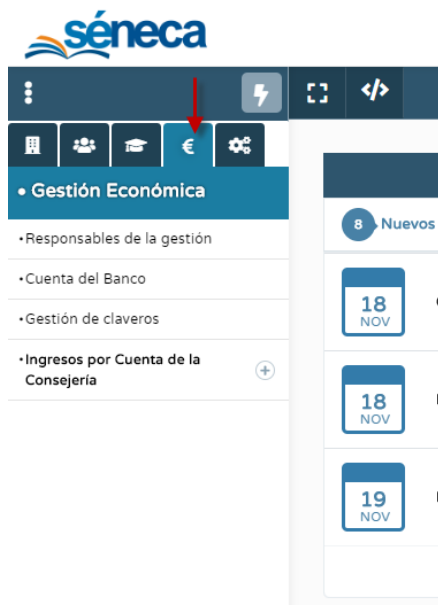 séneca
€
• Gestión Económica
•Responsables de la gestión
•Cuenta del Banco
•Gestión de claveros
•Ingresos por Cuenta de la
Consejería
8 Nuevos
18
NOV
18
NOV
19
NOV